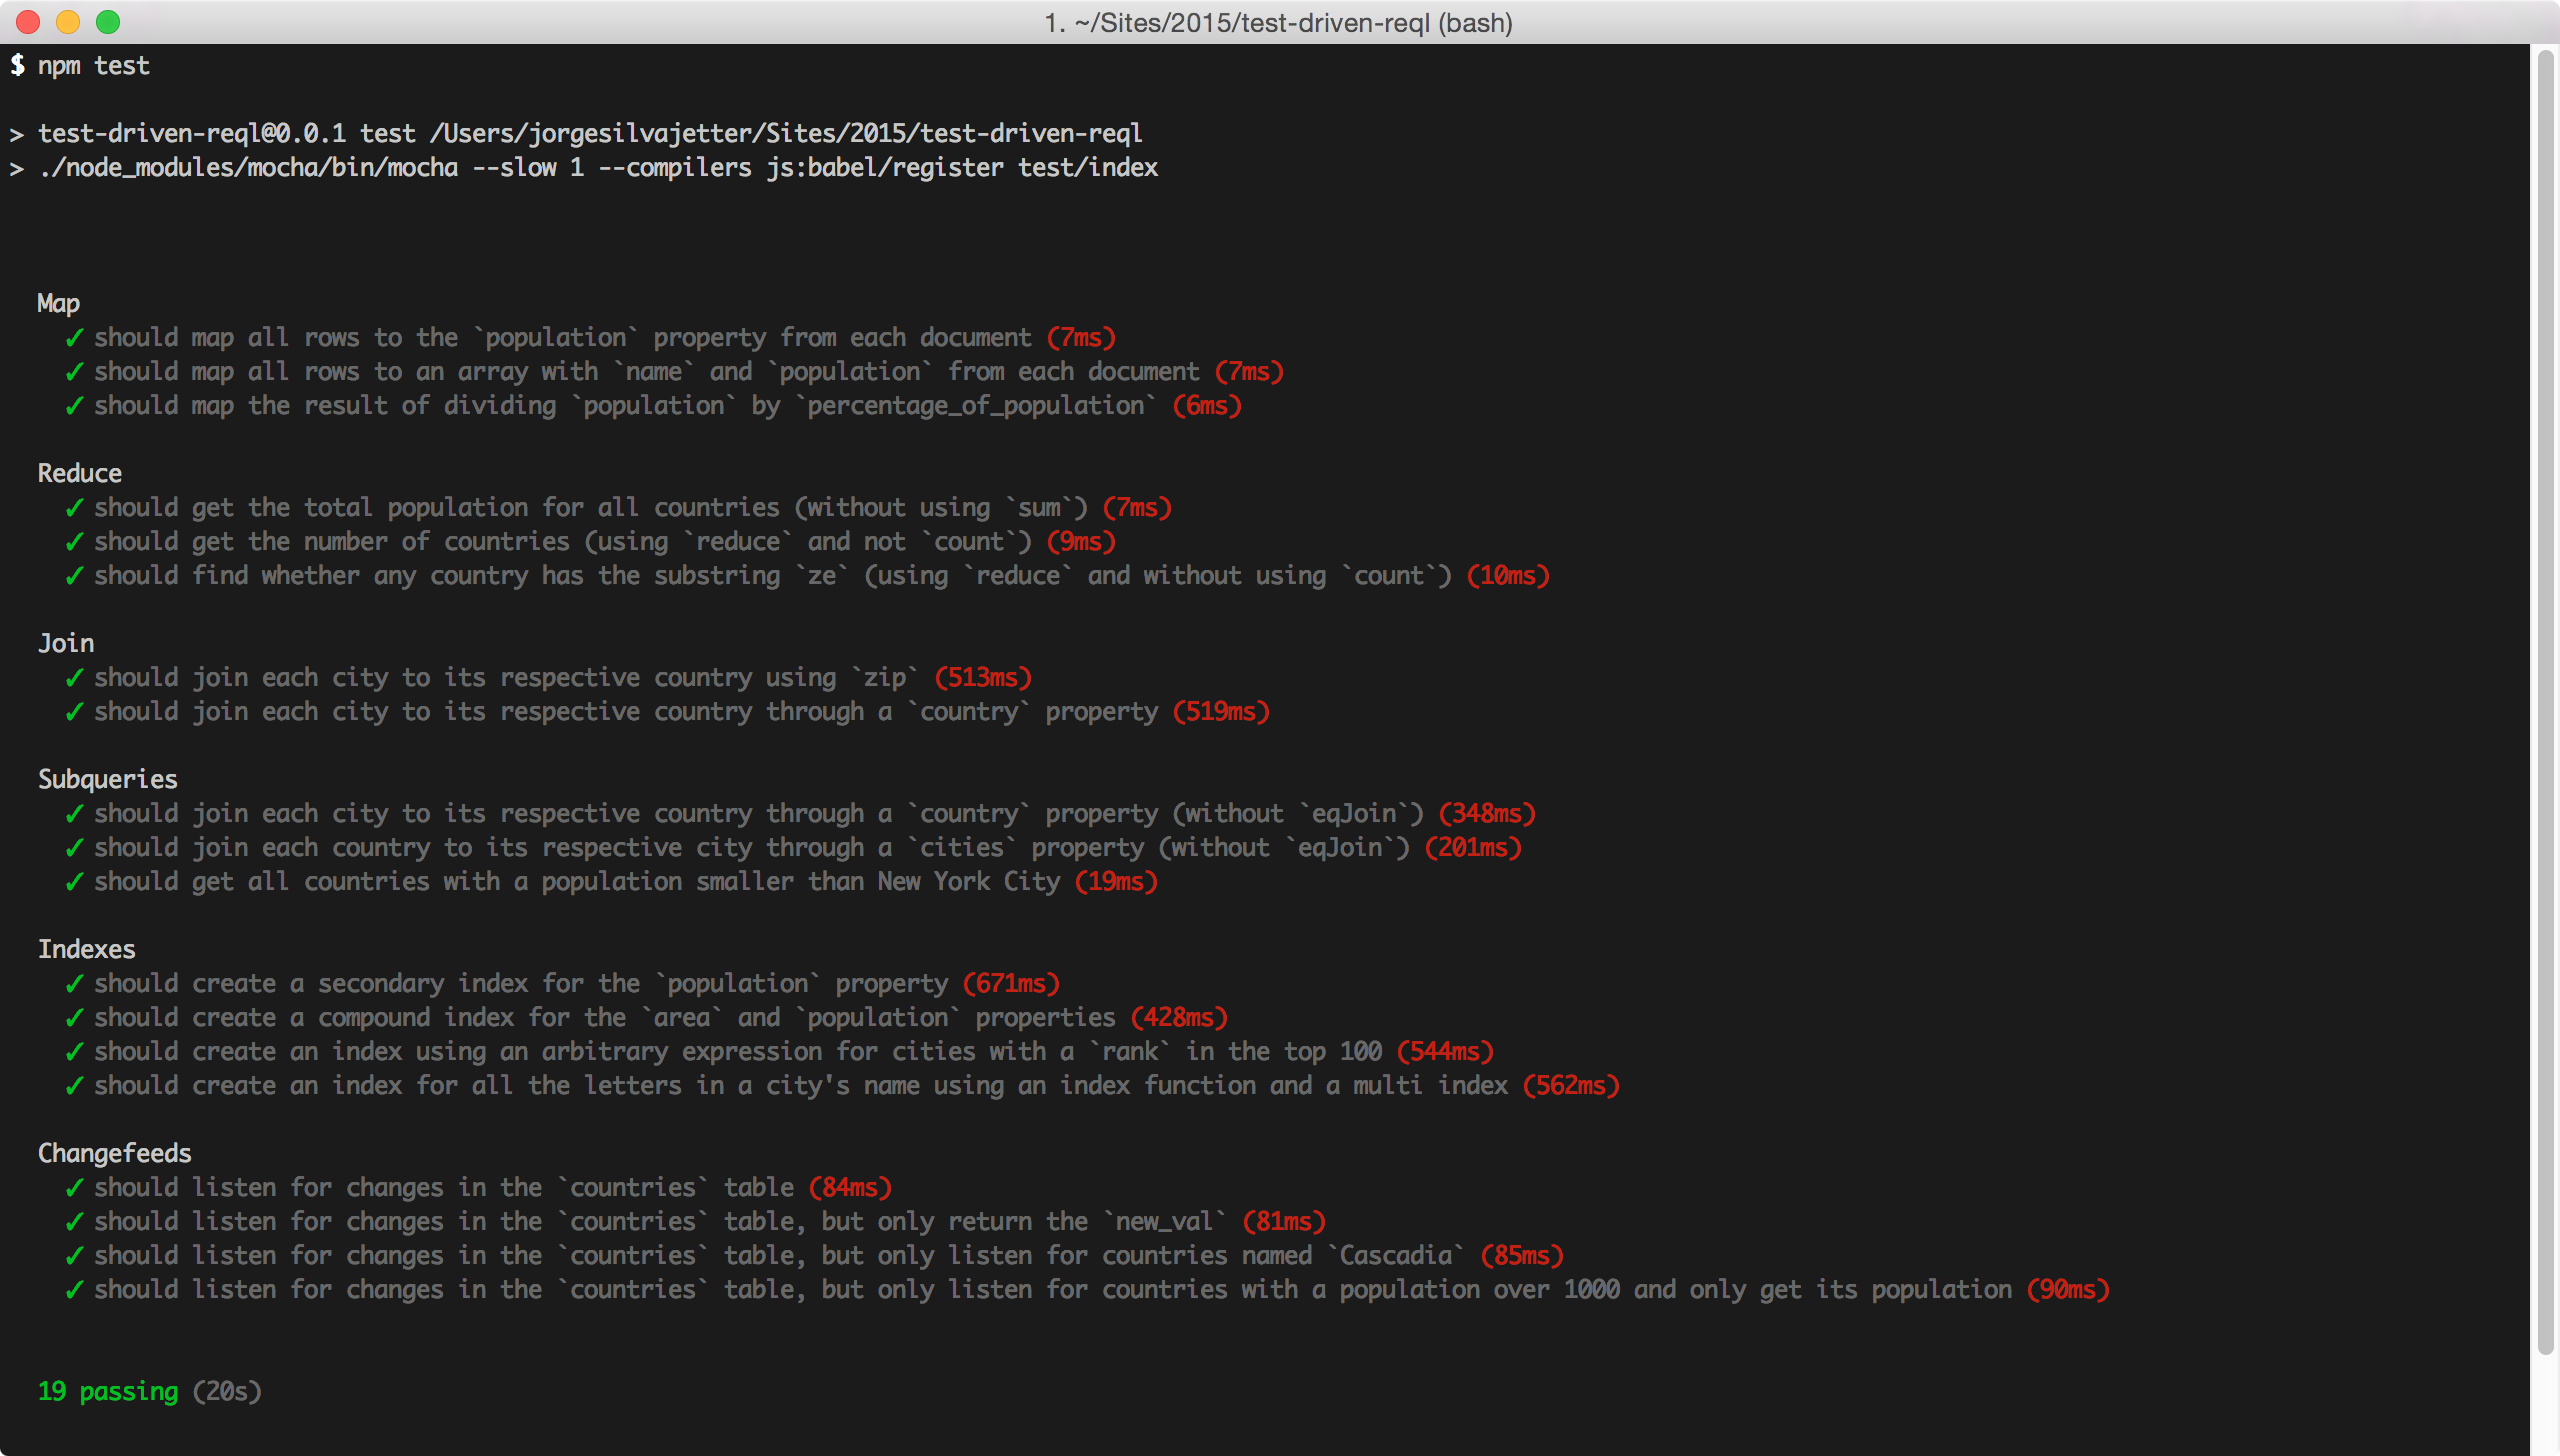 1. ~/Sites/2015/test-driven-reql (bash)
$ npm test
> test-driven-reql@0.0.1 test /Users/jorgesilvajetter/Sites/2015/test-driven-reql
> ./node_modules/mocha/bin/mocha --slow 1 --compilers js:babel/register test/index
Map
✓ should map all rows to the `population` property from each document (7ms)
✓ should map all rows to an array with `name` and `population` from each document (7ms)
✓ should map the result of dividing `population` by `percentage_of_population` (6ms)
Reduce
✓ should get the total population for all countries (without using `sum`) (7ms)
✓ should get the number of countries (using `reduce` and not `count`) (9ms)
✓ should find whether any country has the substring `ze` (using `reduce` and without using `count`) (10ms)
Join
✓ should join each city to its respective country using `zip` (513ms)
✓ should join each city to its respective country through a `country` property (519ms)
Subqueries
✓ should join each city to its respective country through a `country` property (without `eqJoin`) (348ms)
✓ should join each country to its respective city through a `cities` property (without `eqJoin`) (201ms)
✓ should get all countries with a population smaller than New York City (19ms)
Indexes
✓ should create a secondary index for the `population` property (671ms)
✓ should create a compound index for the `area` and `population` properties (428ms)
✓ should create an index using an arbitrary expression for cities with a `rank` in the top 100 (544ms)
✓ should create an index for all the letters in a city's name using an index function and a multi index (562ms)
Changefeeds
✓ should listen for changes in the `countries` table (84ms)
✓ should listen for changes in the `countries` table, but only return the `new_val` (81ms)
✓ should listen for changes in the `countries` table, but only listen for countries named `Cascadia` (85ms)
✓ should listen for changes in the `countries` table, but only listen for countries with a population over 1000 and only get its population (90ms)
19 passing (20s)